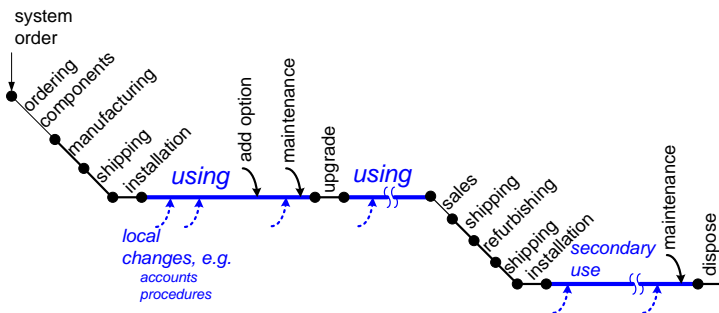 system
order
ordering
components
manufacturing
shipping
installation
using
add option
maintenance
upgrade
using
sales
shipping
refurbishing
shipping
installation
secondary
use
maintenance
dispose
local
changes, e.g.
accounts
procedures